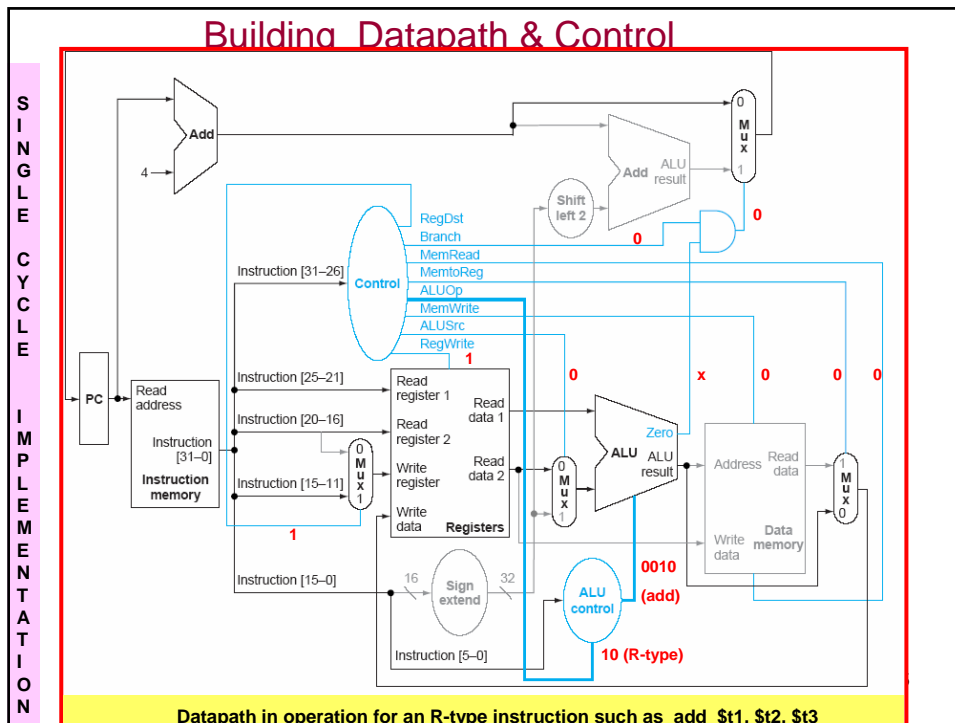 Building Datapath & Control
SINGLE CYCLE IMPLEMENTATION
Add
4
0
Mux
1
Add
ALU
result
Shift
left 2
0
0
RegDst
Branch
MemRead
MemtoReg
ALUOp
MemWrite
ALUSrc
RegWrite
Control
Instruction [31–26]
1
0
x
0
0
0
PC
Read
address
Instruction
[31–0]
Instruction
memory
Instruction [25–21]
Instruction [20–16]
Instruction [15–11]
0
Mux
1
1
Read
register 1
Read
register 2
Write
register
Write
data
Read
data 1
Read
data 2
Registers
0
Mux
1
Zero
ALU
ALU
result
Address
Read
data
Write
data
Data
memory
1
Mux
0
Instruction [15–0]
16
Sign
extend
32
0010
(add)
ALU
control
Instruction [5–0]
10 (R-type)
Datapath in operation for an R-type instruction such as add $t1, $t2, $t3